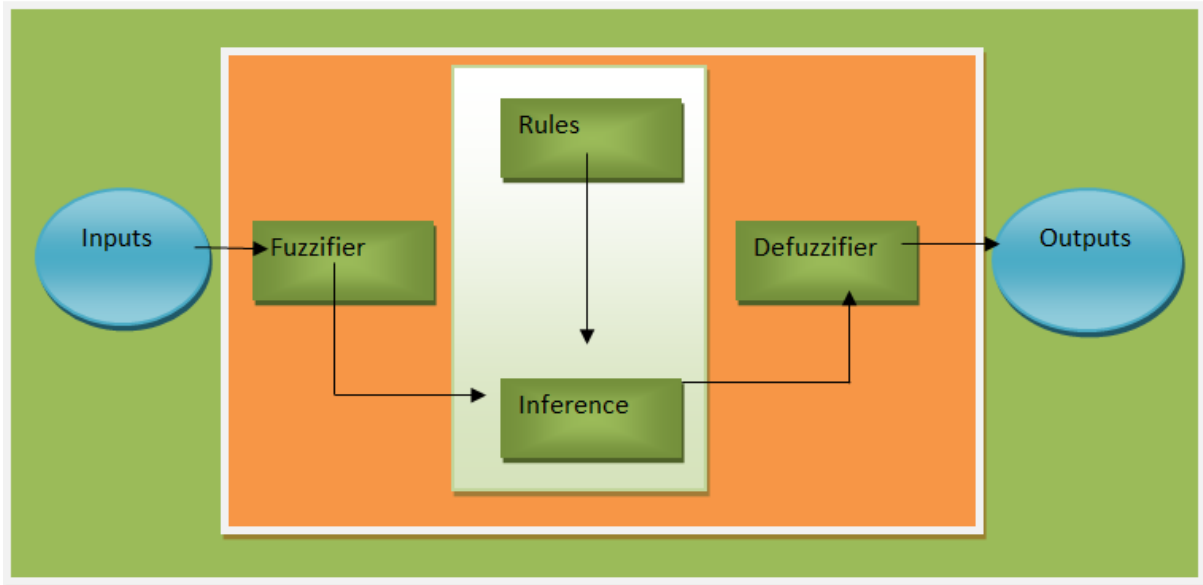 Rules
Inputs
Fuzzifier
Defuzzifier
Outputs
Inference